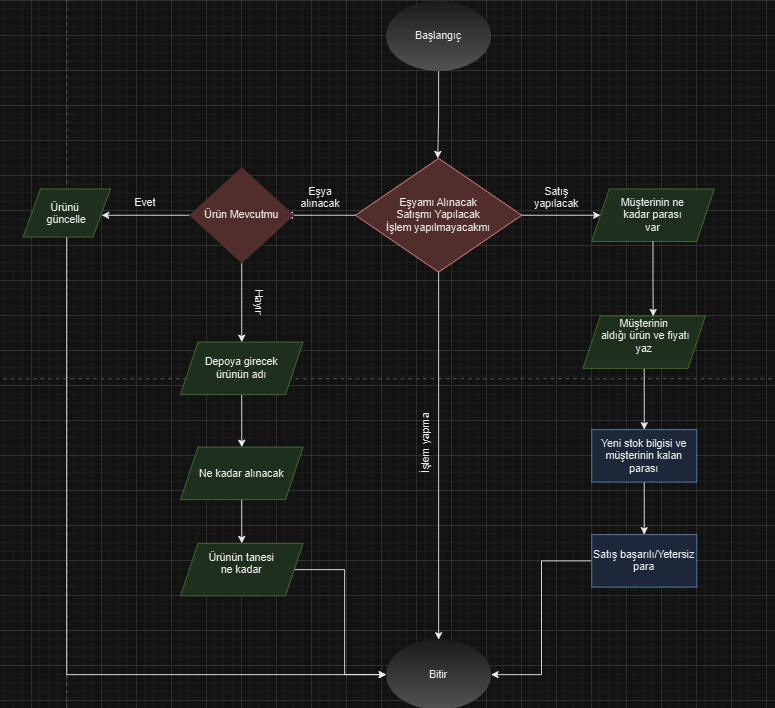 Başlangıç
Eşyamı Alınacak
Satışmı Yapılacak
İşlem yapılmayacakmı
Eşya
alınacak
Ürün Mevcutmu
Evet
Ürünü
güncelle
Hayır
Depoya girecek
ürünün adı
Ne kadar alınacak
Ürünün tanesi
ne kadar
İşlem yapma
Satış
yapılacak
Müşterinin ne
kadar parası
var
Müşterinin
aldığı ürün ve fiyatı
yaz
Yeni stok bilgisi ve
müşterinin kalan
parası
Satış başarılı/Yetersiz
para
Bitir